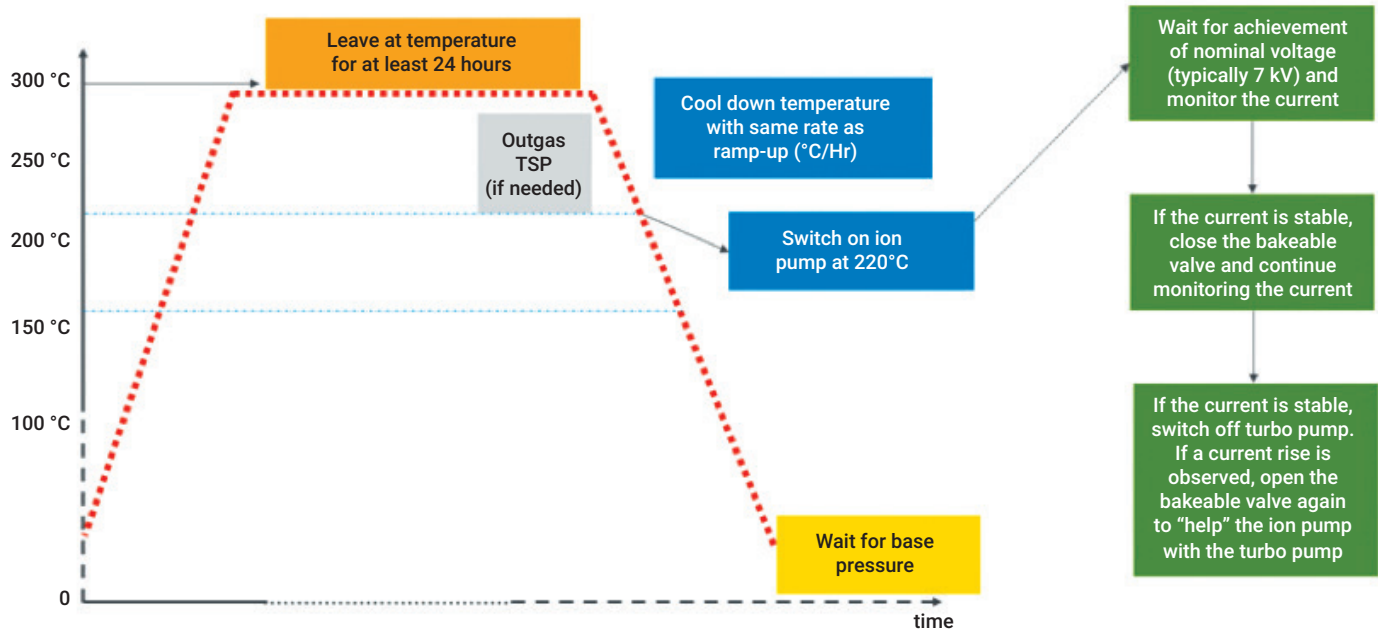 300 °C
250 °C
200 °C
150 °C
100 °C
0
time
Leave at temperature
for at least 24 hours
Outgas
TSP
(if needed)
Cool down temperature
with same rate as
ramp-up (°C/Hr)
Switch on ion
pump at 220°C
Wait for base
pressure
Wait for achievement
of nominal voltage
(typically 7 kV) and
monitor the current
If the current is stable,
close the bakeable
valve and continue
monitoring the current
If the current is stable,
switch off turbo pump.
If a current rise is
observed, open the
bakeable valve again
to “help” the ion pump
with the turbo pump